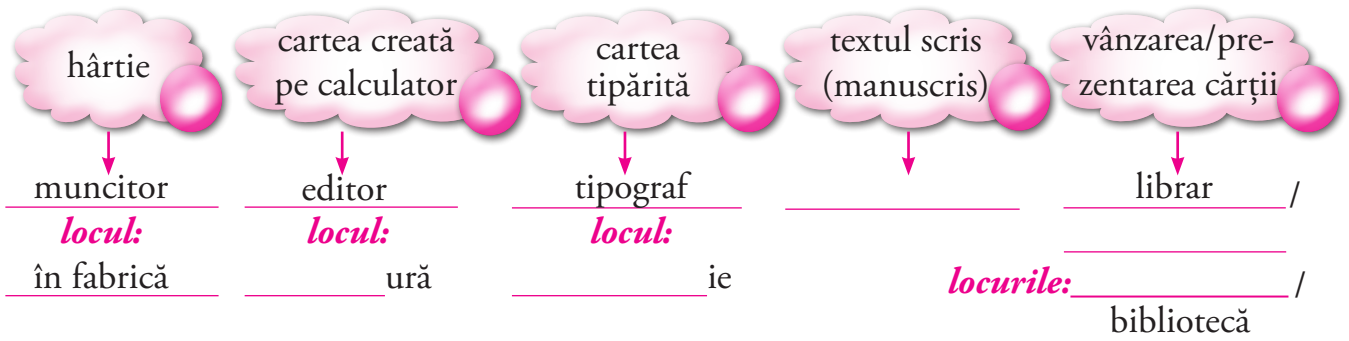 hârtie
cartea creată
pe calculator
cartea
tipărită
textul scris
(manuscris)
vânzarea/pre-
zentarea cărții
muncitor
editor
tipograf
librar /
locul:
locul:
locul:
în fabrică
ură
ie
locurile: /
bibliotecă